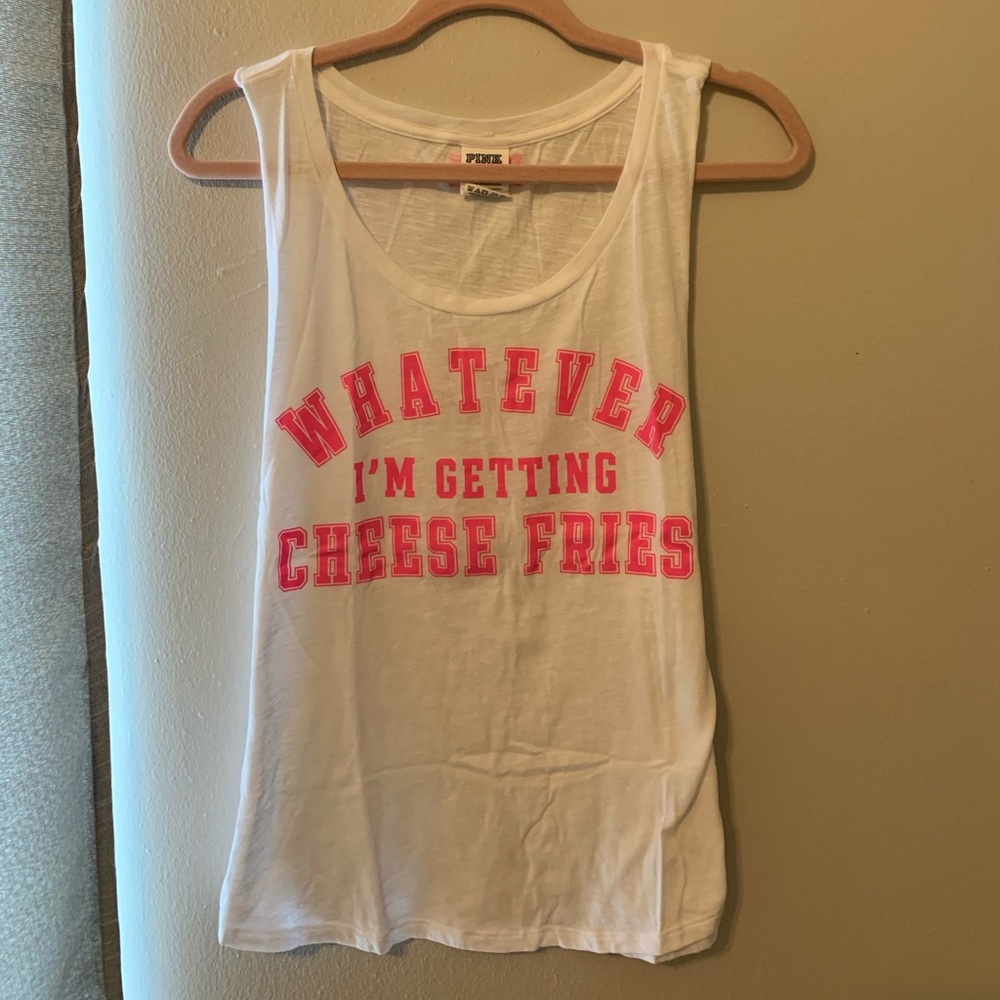 PINK
WHATEVER
I'M GETTING
CHEESE FRIES